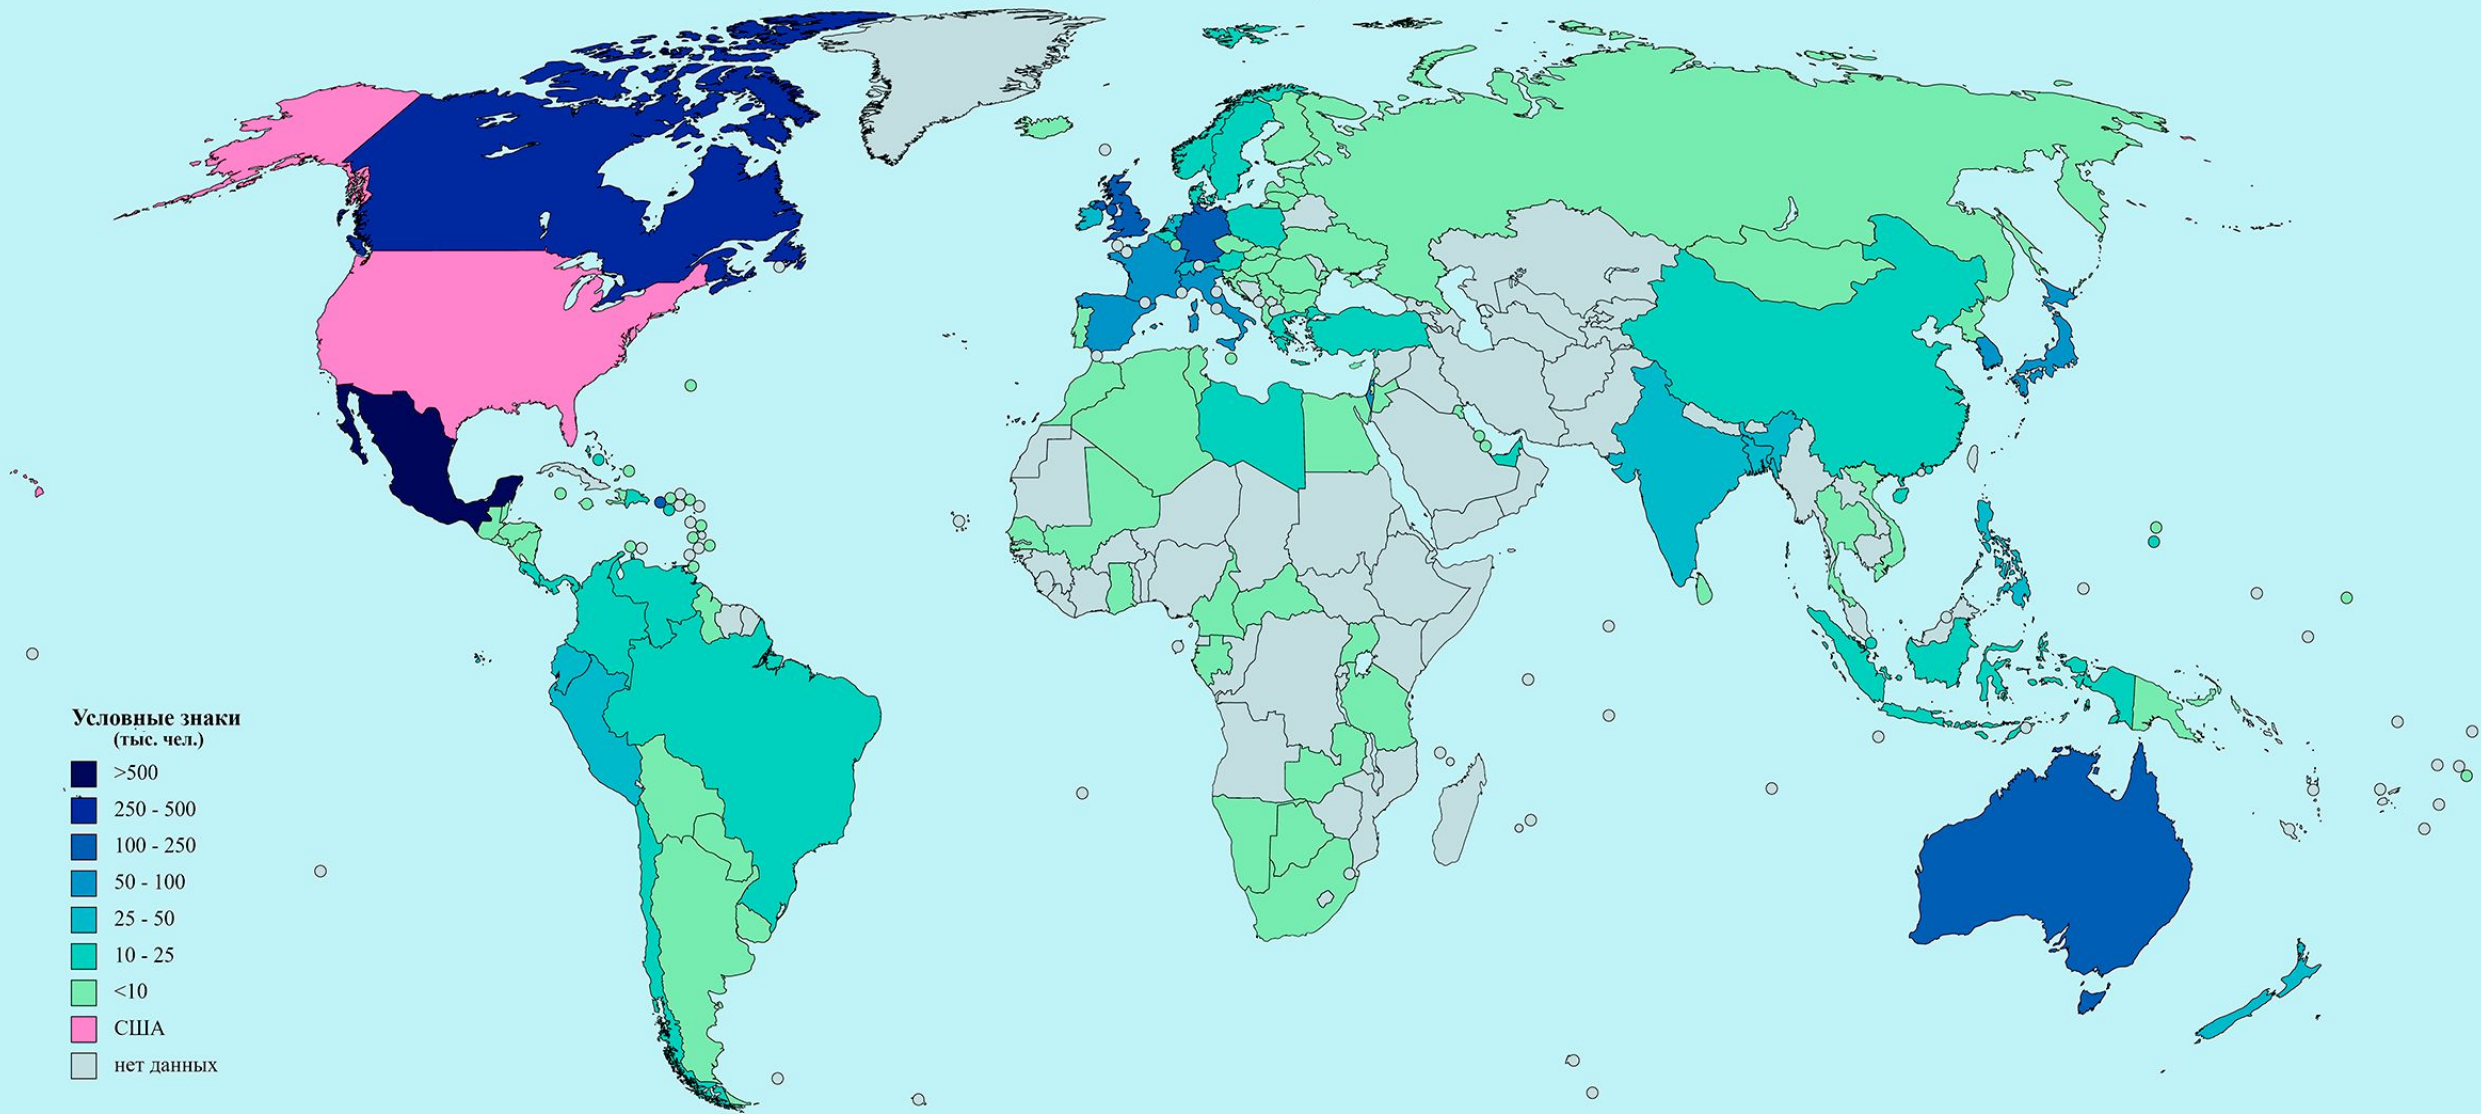 Условные знаки
(тыс. чел.)
>500
250 - 500
100 - 250
50 - 100
25 - 50
10 - 25
<10
США
нет данных